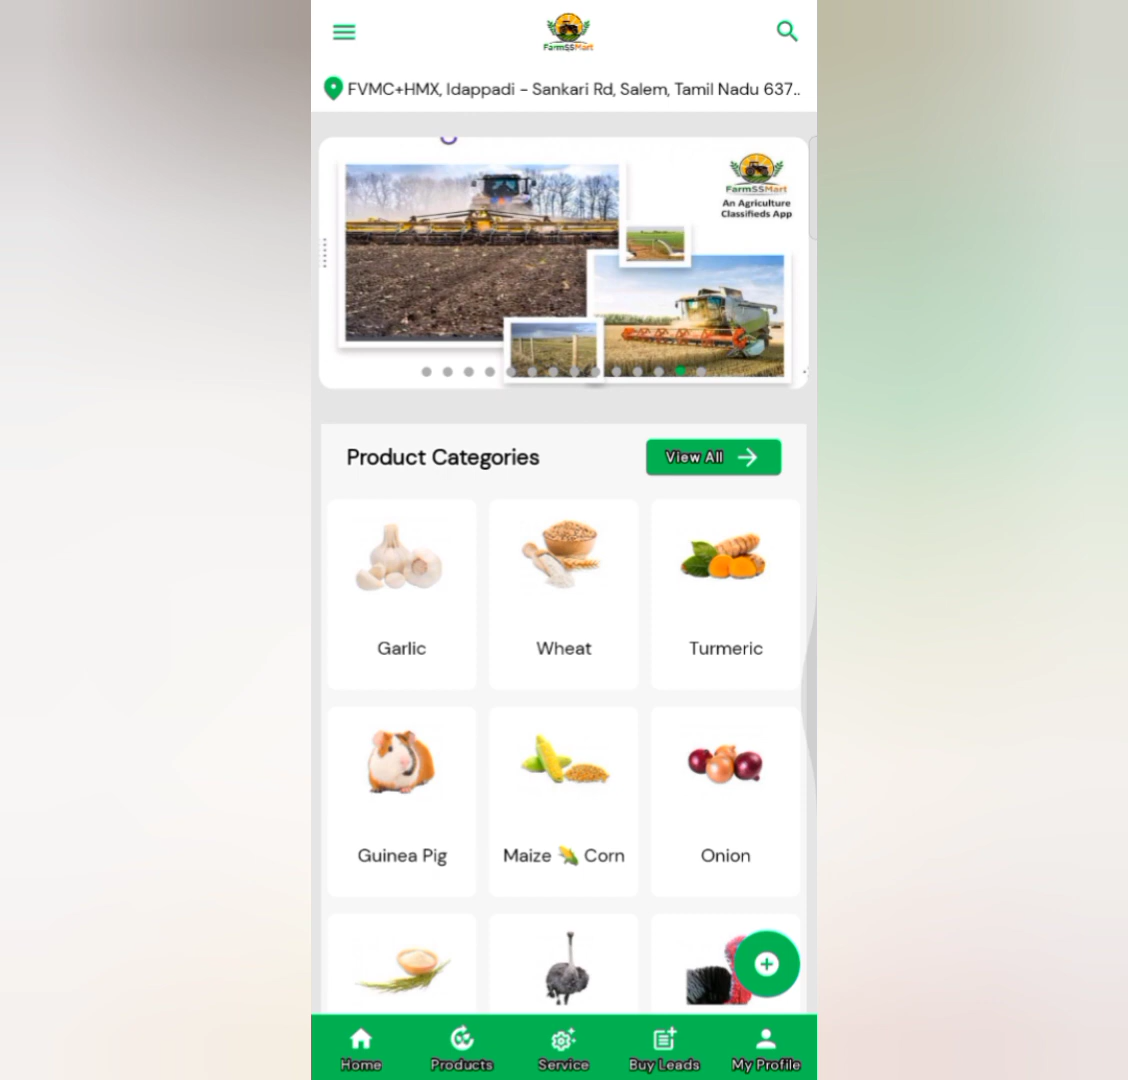 FarmSSMart
FVMC+HMX, Idappadi - Sankari Rd, Salem, Tamil Nadu 637..
FarmSSMart
An Agriculture
Classifieds App
Product Categories
View All
Garlic
Wheat
Turmeric
Guinea Pig
Maize 🌽 Corn
Onion
Home
Products
Service
Buy Leads
My Profile